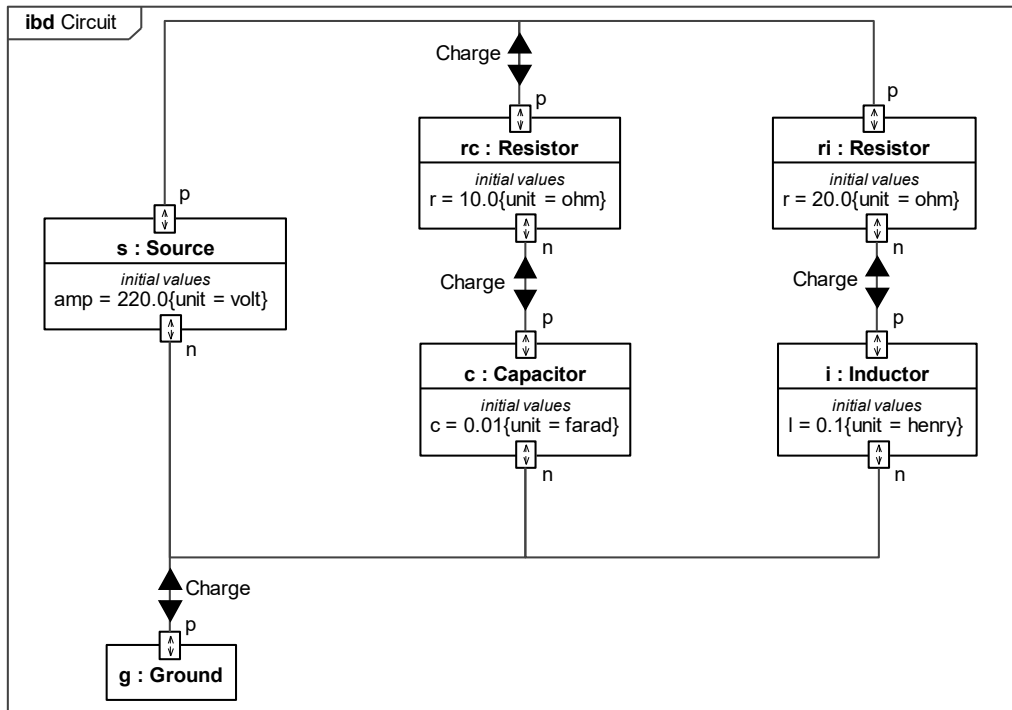 ibd Circuit
Charge
p
p
rc : Resistor
initial values
r = 10.0{unit = ohm}
n
ri : Resistor
initial values
r = 20.0{unit = ohm}
n
p
s : Source
initial values
amp = 220.0{unit = volt}
n
Charge
p
Charge
p
c : Capacitor
initial values
c = 0.01{unit = farad}
n
i : Inductor
initial values
l = 0.1{unit = henry}
n
Charge
p
g : Ground